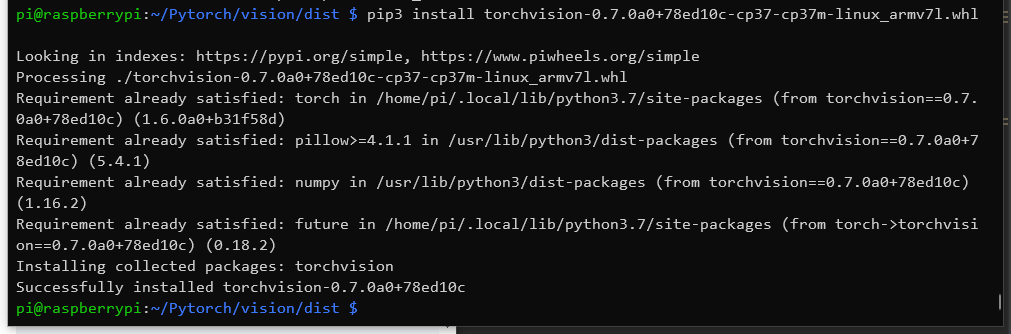 pi@raspberrypi:~/Pytorch/vision/dist $ pip3 install torchvision-0.7.0a0+78ed10c-cp37-cp37m-linux_armv7l.whl
Looking in indexes: https://pypi.org/simple, https://www.piwheels.org/simple
Processing ./torchvision-0.7.0a0+78ed10c-cp37-cp37m-linux_armv7l.whl
Requirement already satisfied: torch in /home/pi/.local/lib/python3.7/site-packages (from torchvision==0.7.
0a0+78ed10c) (1.6.0a0+b31f58d)
Requirement already satisfied: pillow>=4.1.1 in /usr/lib/python3/dist-packages (from torchvision==0.7.0a0+7
8ed10c) (5.4.1)
Requirement already satisfied: numpy in /usr/lib/python3/dist-packages (from torchvision==0.7.0a0+78ed10c)
(1.16.2)
Requirement already satisfied: future in /home/pi/.local/lib/python3.7/site-packages (from torch->torchvisi
on==0.7.0a0+78ed10c) (0.18.2)
Installing collected packages: torchvision
Successfully installed torchvision-0.7.0a0+78ed10c
pi@raspberrypi:~/Pytorch/vision/dist $